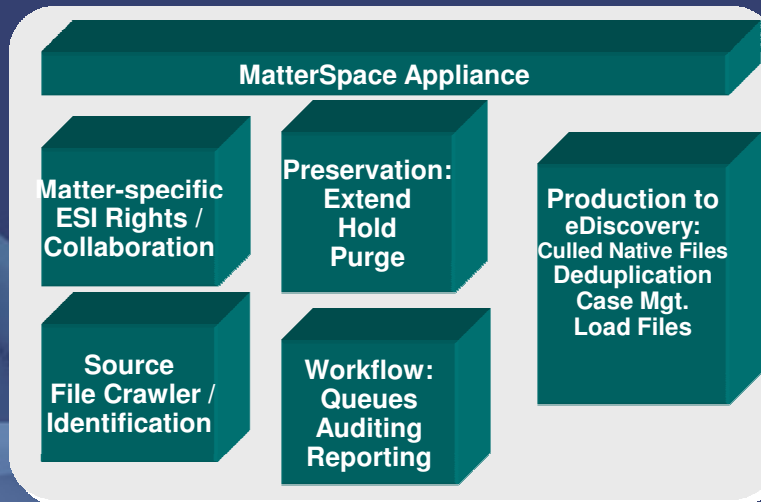 MatterSpace Appliance
Matter-specific
ESI Rights /
Collaboration
Preservation:
Extend
Hold
Purge
Production to
eDiscovery:
Culled Native Files
Deduplication
Case Mgt.
Load Files
Source
File Crawler /
Identification
Workflow:
Queues
Auditing
Reporting